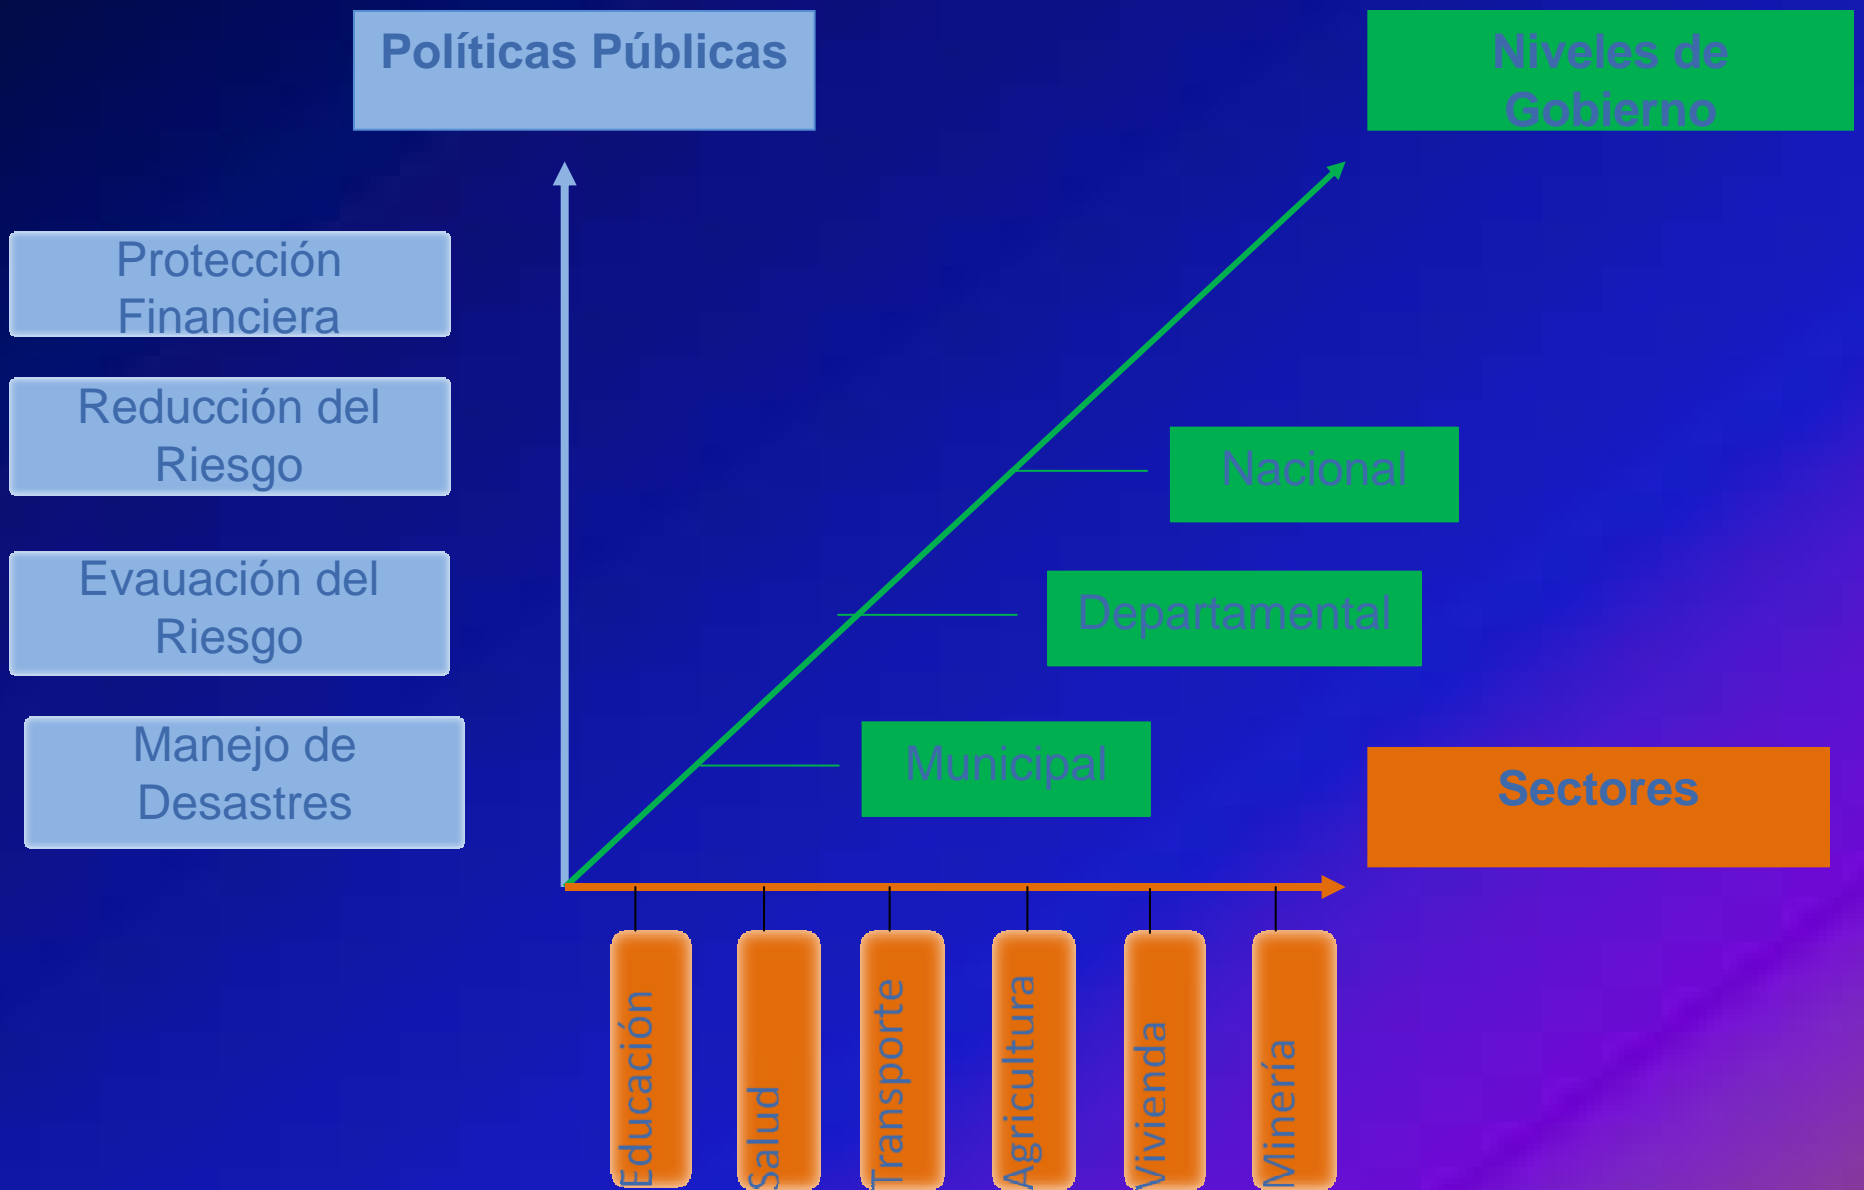 Políticas Públicas
Niveles de
Gobierno
Protección
Financiera
Reducción del
Riesgo
Evauación del
Riesgo
Manejo de
Desastres
Nacional
Departamental
Municipal
Sectores
Educación
Salud
Transporte
Agricultura
Vivienda
Minería